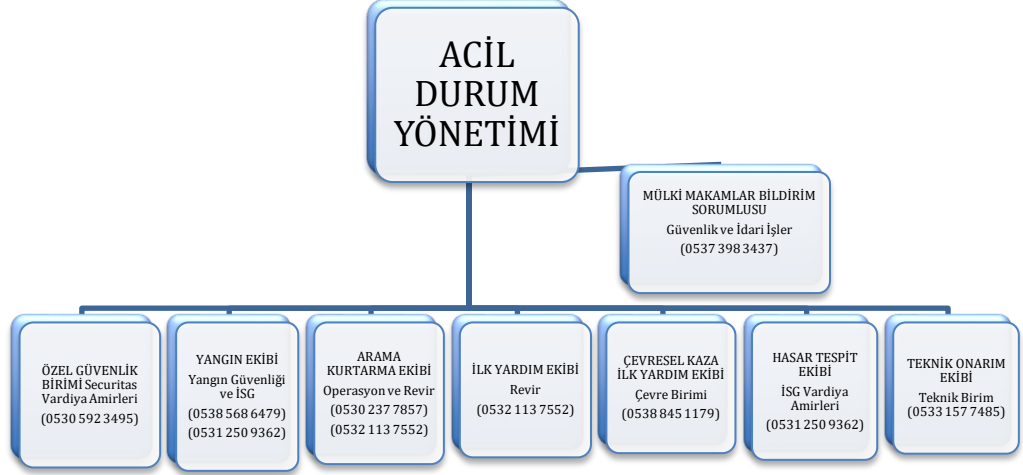 ACİL
DURUM
YÖNETİMİ
MÜLKİ MAKAMLAR BİLDİRİM
SORUMLUSU
Güvenlik ve İdari İşler
(0537 398 3437)
ÖZEL GÜVENLİK
BİRİMİ Securitas
Vardiya Amirleri
(0530 592 3495)
YANGIN EKİBİ
Yangın Güvenliği
ve İSG
(0538 568 6479)
(0531 250 9362)
ARAMA
KURTARMA EKİBİ
Operasyon ve Revir
(0530 237 7857)
(0532 113 7552)
İLK YARDIM EKİBİ
Revir
(0532 113 7552)
ÇEVRESEL KAZA
İLK YARDIM EKİBİ
Çevre Birimi
(0538 845 1179)
HASAR TESPİT
EKİBİ
İSG Vardiya
Amirleri
(0531 250 9362)
TEKNİK ONARIM
EKİBİ
Teknik Birim
(0533 157 7485)